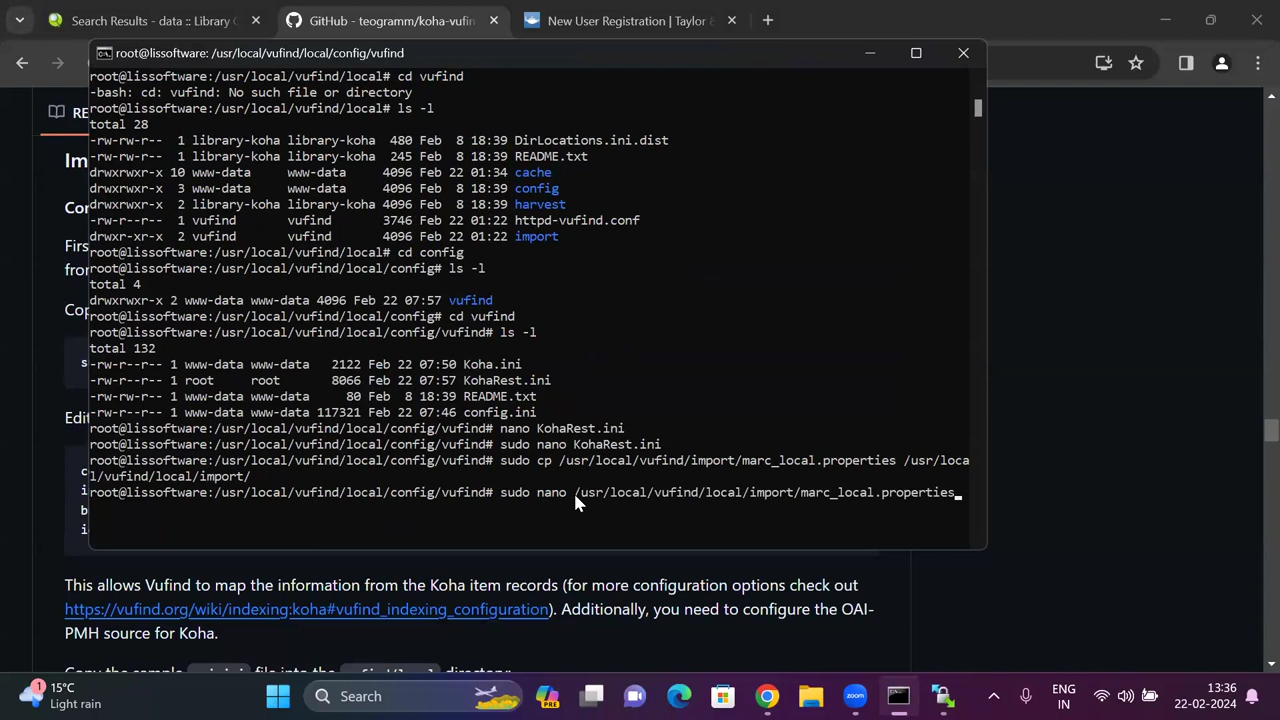 Search Results - data :: Library C
GitHub - teogramm/koha-vufin
New User Registration | Taylor &
root@lissoftware: /usr/local/vufind/local/config/vufind
root@lissoftware:/usr/local/vufind/local# cd vufind
-bash: cd: vufind: No such file or directory
root@lissoftware:/usr/local/vufind/local# ls -l
total 28
-rw-rw-r-- 1 library-koha library-koha 480 Feb 8 18:39 DirLocations.ini.dist
-rw-rw-r-- 1 library-koha library-koha 245 Feb 8 18:39 README.txt
drwxrwxr-x 10 www-data www-data 4096 Feb 22 01:34 cache
drwxrwxr-x 3 www-data www-data 4096 Feb 8 18:39 config
drwxrwxr-x 2 library-koha library-koha 4096 Feb 8 18:39 harvest
-rw-rw-r-- 1 vufind vufind 3746 Feb 22 01:22 httpd-vufind.conf
drwxr-xr-x 2 vufind vufind 4096 Feb 22 01:22 import
root@lissoftware:/usr/local/vufind/local# cd config
root@lissoftware:/usr/local/vufind/local/config# ls -l
total 4
drwxrwxr-x 2 www-data www-data 4096 Feb 22 07:57 vufind
root@lissoftware:/usr/local/vufind/local/config# cd vufind
root@lissoftware:/usr/local/vufind/local/config/vufind# ls -l
total 132
-rw-r--r-- 1 www-data www-data 2122 Feb 22 07:50 Koha.ini
-rw-r--r-- 1 root root 8066 Feb 22 07:57 KohaRest.ini
-rw-rw-r-- 1 www-data www-data 80 Feb 8 18:39 README.txt
-rw-r--r-- 1 www-data www-data 117321 Feb 22 07:46 config.ini
root@lissoftware:/usr/local/vufind/local/config/vufind# nano KohaRest.ini
root@lissoftware:/usr/local/vufind/local/config/vufind# sudo nano KohaRest.ini
root@lissoftware:/usr/local/vufind/local/config/vufind# sudo cp /usr/local/vufind/import/marc_local.properties /usr/loca
l/vufind/local/import/
root@lissoftware:/usr/local/vufind/local/config/vufind# sudo nano /usr/local/vufind/local/import/marc_local.properties
RE
Im
Cor
Firs
fro
Cop
s
Edit
This allows Vufind to map the information from the Koha item records (for more configuration options check out
https://vufind.org/wiki/indexing:koha#vufind_indexing_configuration). Additionally, you need to configure the OAI-
PMH source for Koha.
1
15°C
Light rain
Search
PRE
ENG
IN
13:36
22-02-2024